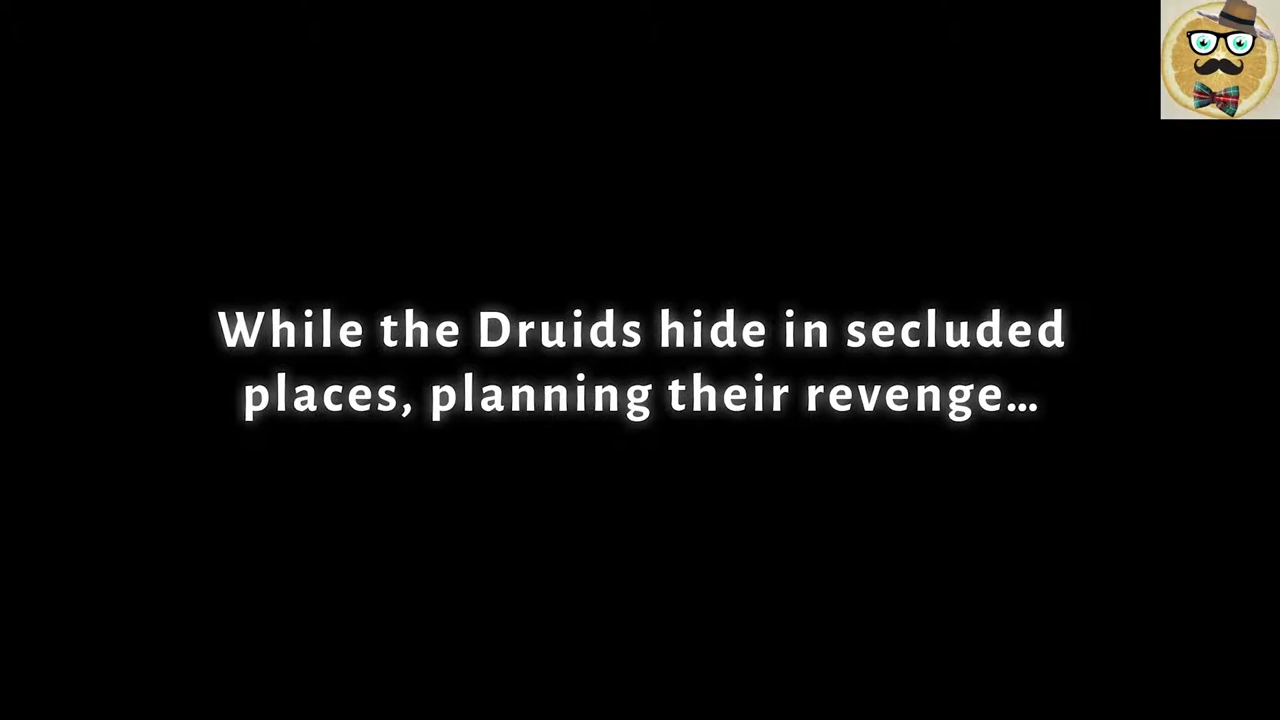 While the Druids hide in secluded
places, planning their revenge…